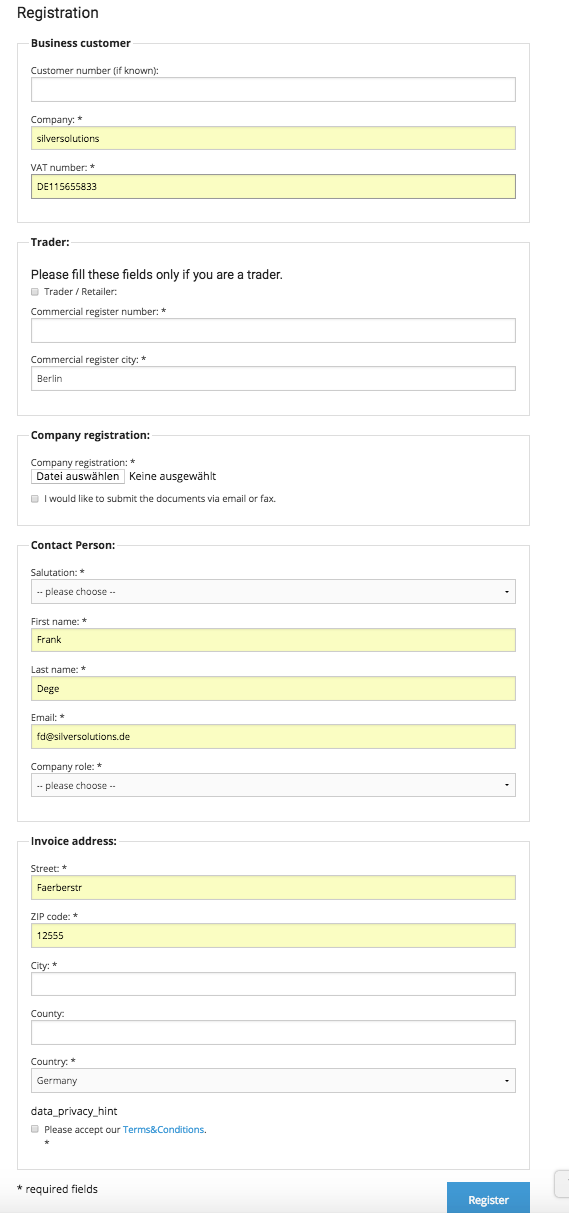 Registration
Business customer
Customer number (if known):
Company: *
silversolutions
VAT number: *
DE115655833
Trader:
Please fill these fields only if you are a trader.
Trader / Retailer:
Commercial register number: *
Commercial register city: *
Berlin
Company registration:
Company registration: *
Datei auswählen Keine ausgewählt
I would like to submit the documents via email or fax.
Contact Person:
Salutation: *
-- please choose --
First name: *
Frank
Last name: *
Dege
Email: *
fd@silversolutions.de
Company role: *
-- please choose --
Invoice address:
Street: *
Faerberstr
ZIP code: *
12555
City: *
County:
Country: *
Germany
data_privacy_hint
Please accept our Terms&Conditions.
*
* required fields
Register